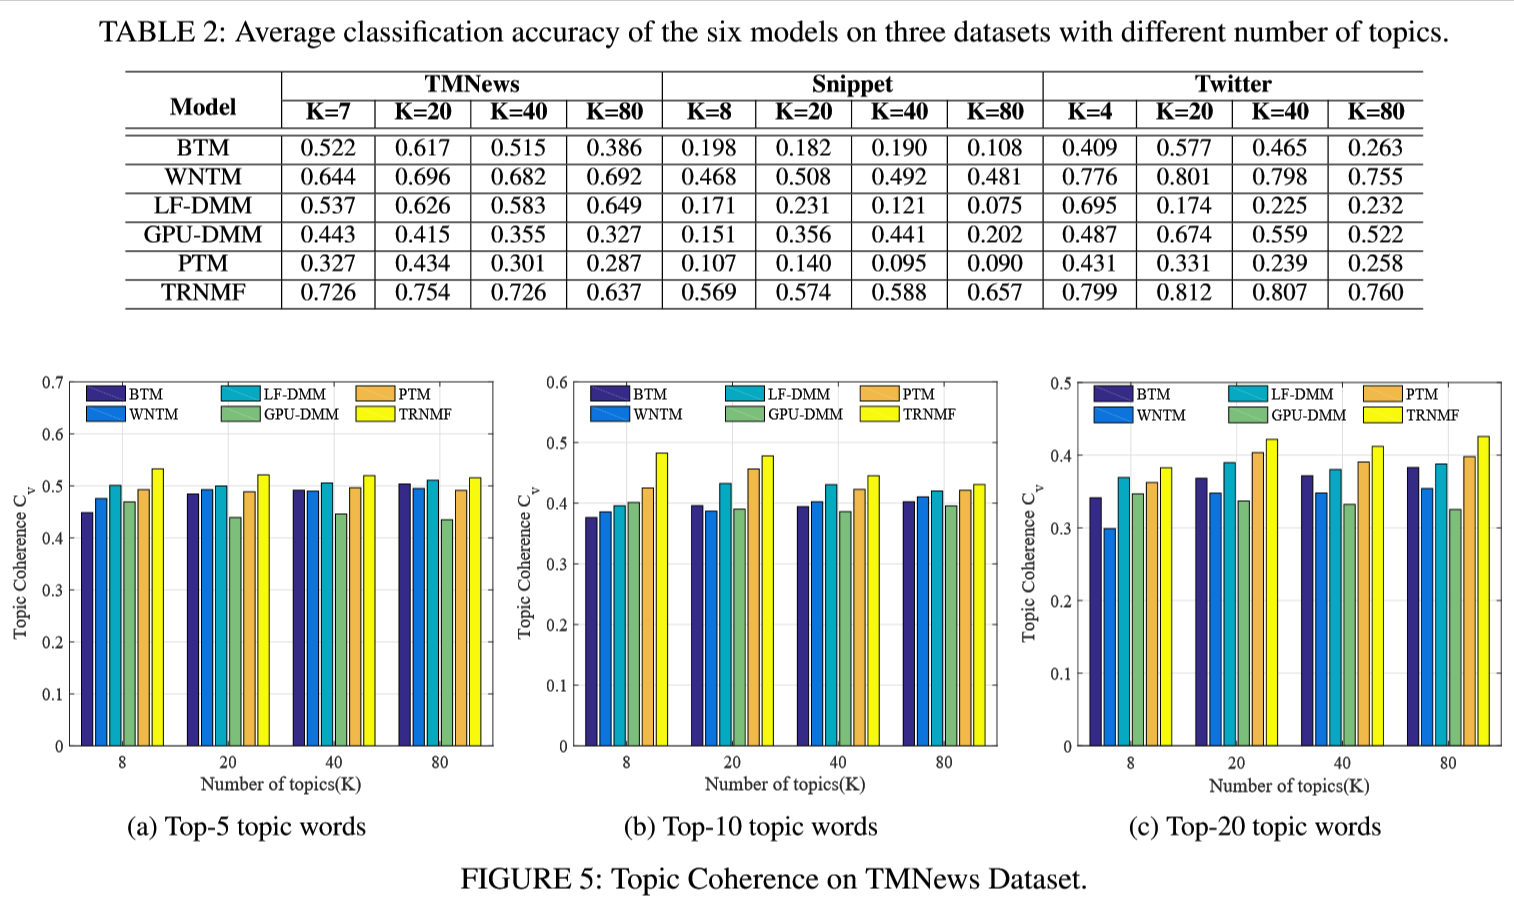 TABLE 2: Average classification accuracy of the six models on three datasets with different number of topics.
Model TMNews Snippet Twitter
K=7 K=20 K=40 K=80 K=8 K=20 K=40 K=80 K=4 K=20 K=40 K=80
BTM 0.522 0.617 0.515 0.386 0.198 0.182 0.190 0.108 0.409 0.577 0.465 0.263
WNTM 0.644 0.696 0.682 0.692 0.468 0.508 0.492 0.481 0.776 0.801 0.798 0.755
LF-DMM 0.537 0.626 0.583 0.649 0.171 0.231 0.121 0.075 0.695 0.174 0.225 0.232
GPU-DMM 0.443 0.415 0.355 0.327 0.151 0.356 0.441 0.202 0.487 0.674 0.559 0.522
PTM 0.327 0.434 0.301 0.287 0.107 0.140 0.095 0.090 0.431 0.331 0.239 0.258
TRNMF 0.726 0.754 0.726 0.637 0.569 0.574 0.588 0.657 0.799 0.812 0.807 0.760
BTM LF-DMM PTM
WNTM GPU-DMM TRNMF
0.7
0.6
0.5
0.4
0.3
0.2
0.1
0
Topic Coherence Cv
8 20 40 80
Number of topics(K)
(a) Top-5 topic words
BTM LF-DMM PTM
WNTM GPU-DMM TRNMF
0.6
0.5
0.4
0.3
0.2
0.1
0
Topic Coherence Cv
8 20 40 80
Number of topics(K)
(b) Top-10 topic words
BTM LF-DMM PTM
WNTM GPU-DMM TRNMF
0.5
0.4
0.3
0.2
0.1
0
Topic Coherence Cv
8 20 40 80
Number of topics(K)
(c) Top-20 topic words
FIGURE 5: Topic Coherence on TMNews Dataset.